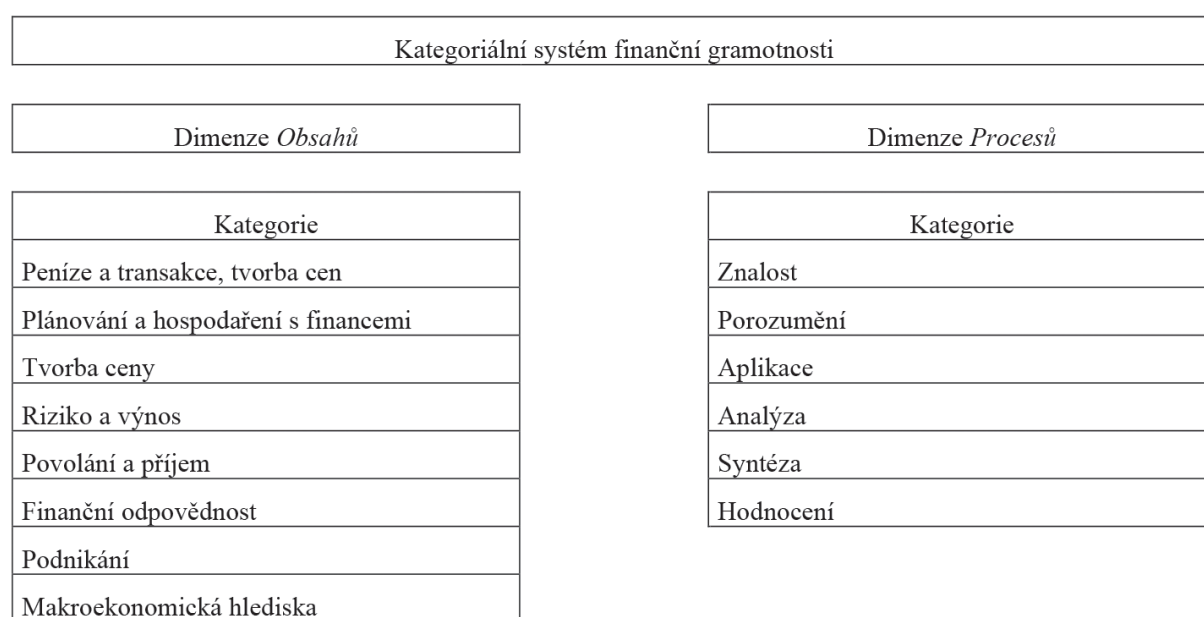 Kategoriální systém finanční gramotnosti
Dimenze Obsahů
Dimenze Procesů
Kategorie
Peníze a transakce, tvorba cen
Plánování a hospodaření s financemi
Tvorba ceny
Riziko a výnos
Povolání a příjem
Finanční odpovědnost
Podnikání
Makroekonomická hlediska
Kategorie
Znalost
Porozumění
Aplikace
Analýza
Syntéza
Hodnocení